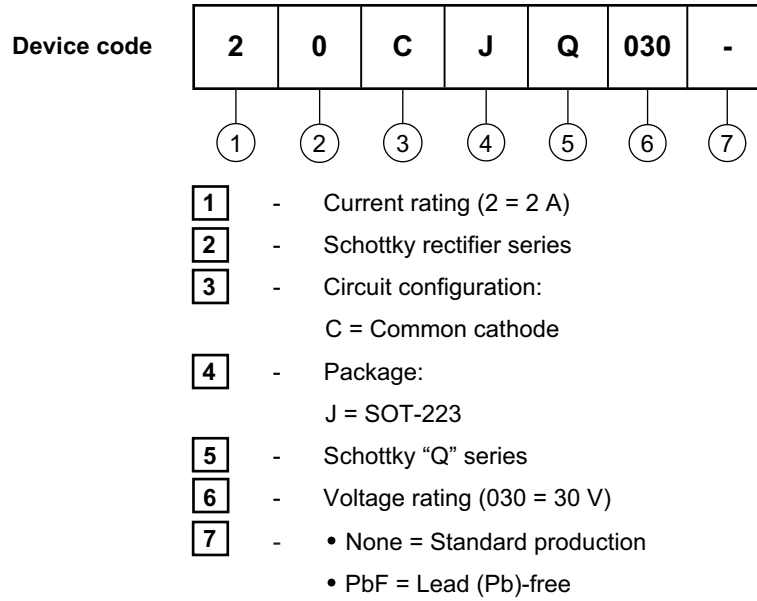 Device code 2 0 C J Q 030 -
1 2 3 4 5 6 7
1 - Current rating (2 = 2 A)
2 - Schottky rectifier series
3 - Circuit configuration:
C = Common cathode
4 - Package:
J = SOT-223
5 - Schottky “Q” series
6 - Voltage rating (030 = 30 V)
7 - • None = Standard production
• PbF = Lead (Pb)-free